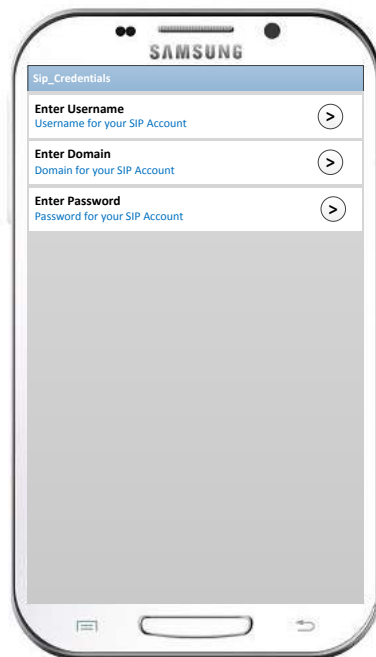 SAMSUNG
Sip_Credentials
Enter Username
Username for your SIP Account
>
Enter Domain
Domain for your SIP Account
>
Enter Password
Password for your SIP Account
>